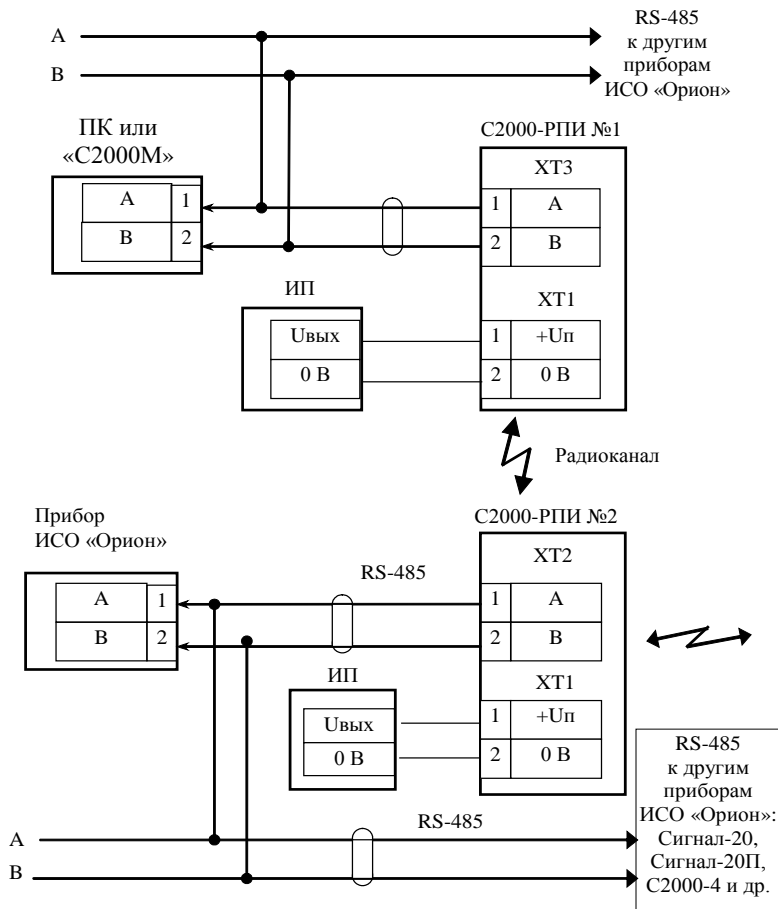 A
B
RS-485
к другим
приборам
ИСО «Орион»
ПК или
«С2000М»
A 1
B 2
С2000-РПИ №1
XT3
1 A
2 B
XT1
1 +Uп
2 0 В
ИП
Uвых
0 В
Радиоканал
Прибор
ИСО «Орион»
A 1
B 2
RS-485
С2000-РПИ №2
XT2
1 A
2 B
XT1
1 +Uп
2 0 В
ИП
Uвых
0 В
A
B
RS-485
RS-485
к другим
приборам
ИСО «Орион»:
Сигнал-20,
Сигнал-20П,
С2000-4 и др.